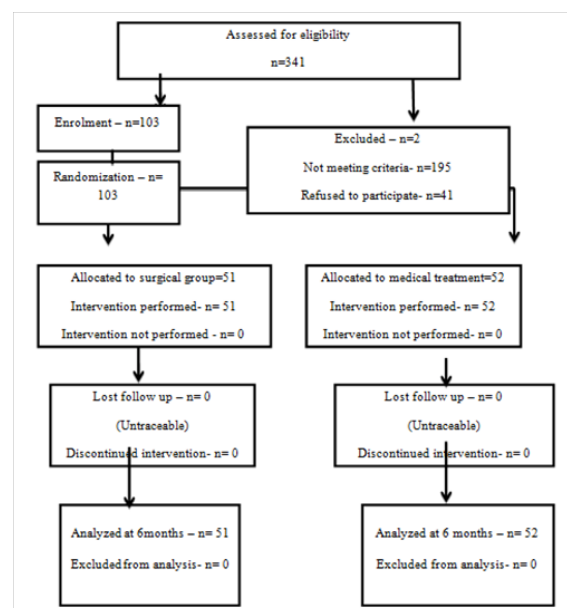 Assessed for eligibility
n=341
Enrolment – n=103
Excluded – n=2
Not meeting criteria- n=195
Refused to participate- n=41
Randomization – n=
103
Allocated to surgical group=51
Intervention performed- n= 51
Intervention not performed - n= 0
Allocated to medical treatment=52
Intervention performed- n= 52
Intervention not performed- n= 0
Lost follow up – n= 0
(Untraceable)
Discontinued intervention- n= 0
Lost follow up – n= 0
(Untraceable)
Discontinued intervention- n= 0
Analyzed at 6months – n= 51
Excluded from analysis- n= 0
Analyzed at 6 months – n= 52
Excluded from analysis- n= 0